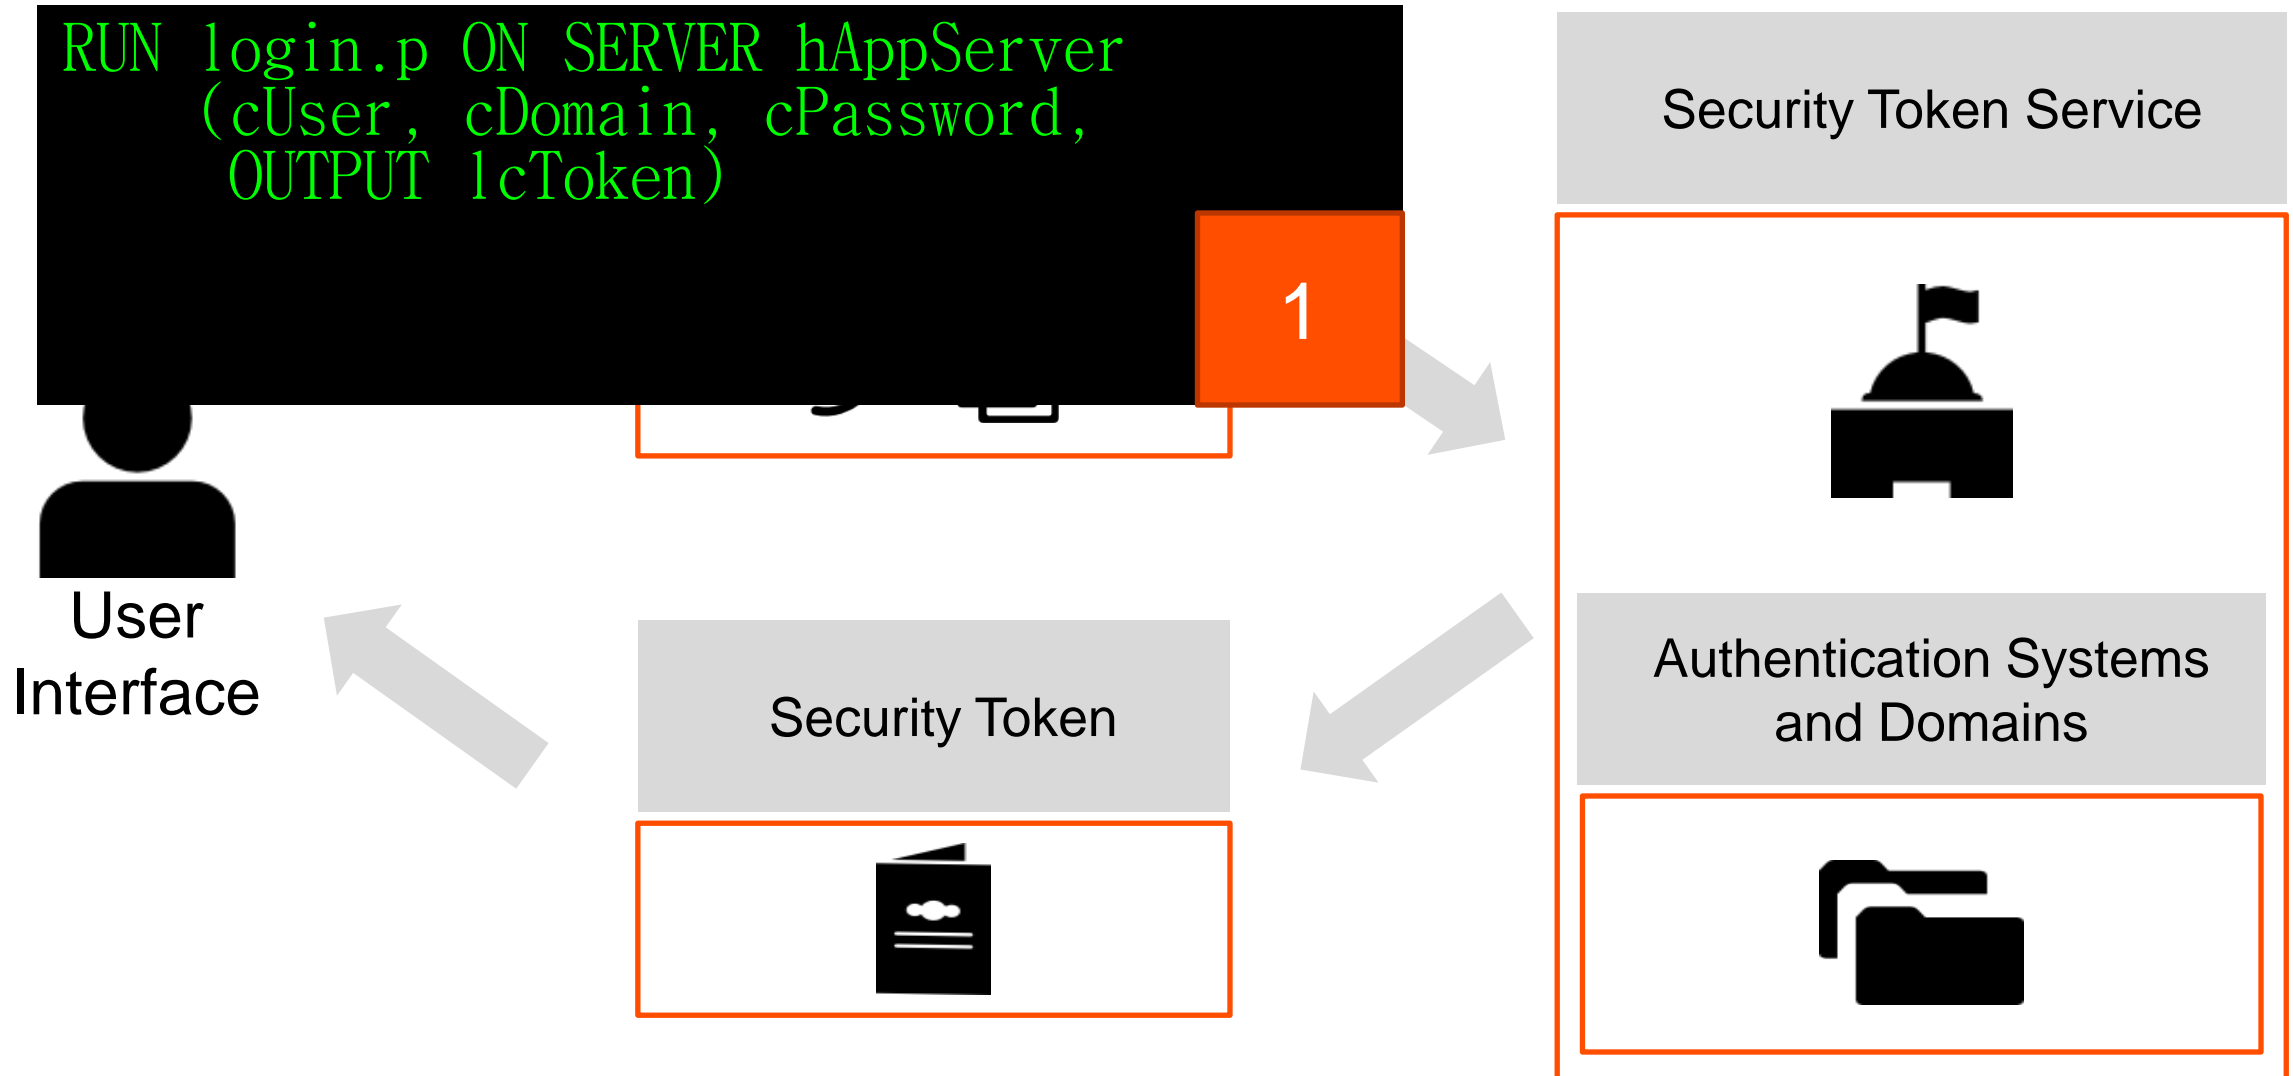 RUN login.p ON SERVER hAppServer
(cUser, cDomain, cPassword,
OUTPUT lcToken)
1
Security Token Service
User
Interface
Security Token
Authentication Systems
and Domains